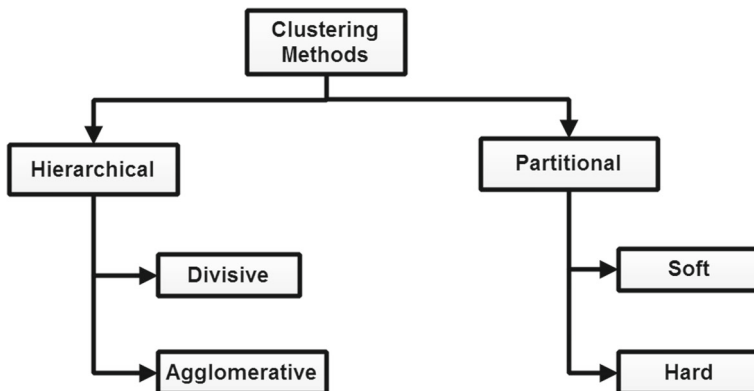 Clustering
Methods
Hierarchical
Partitional
Divisive
Soft
Agglomerative
Hard